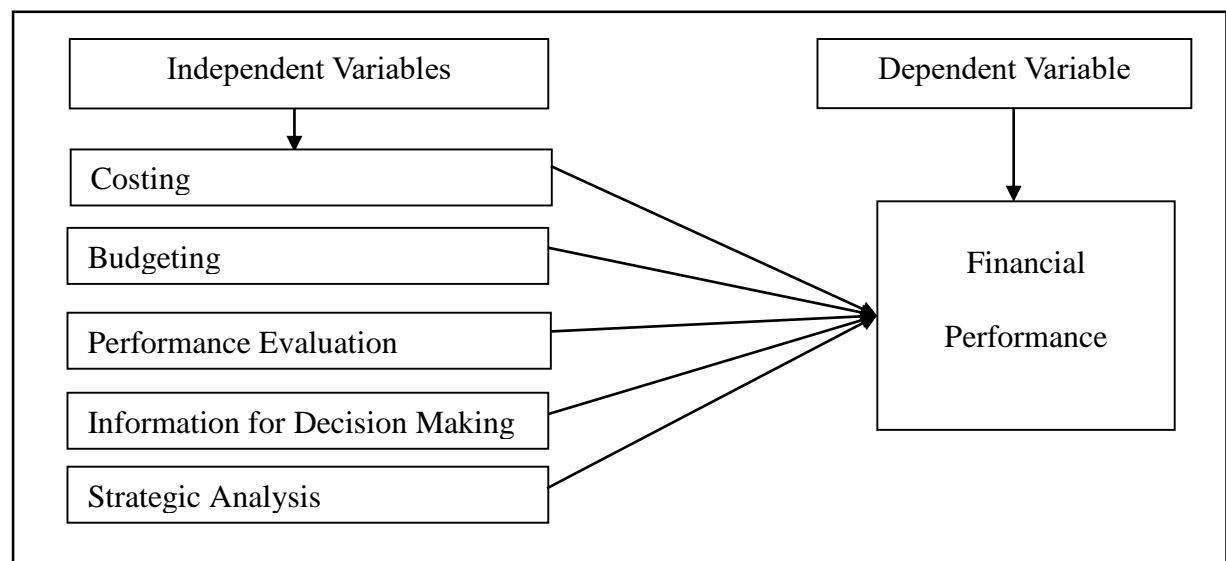 Independent Variables
Dependent Variable
Costing
Budgeting
Performance Evaluation
Information for Decision Making
Strategic Analysis
Financial
Performance